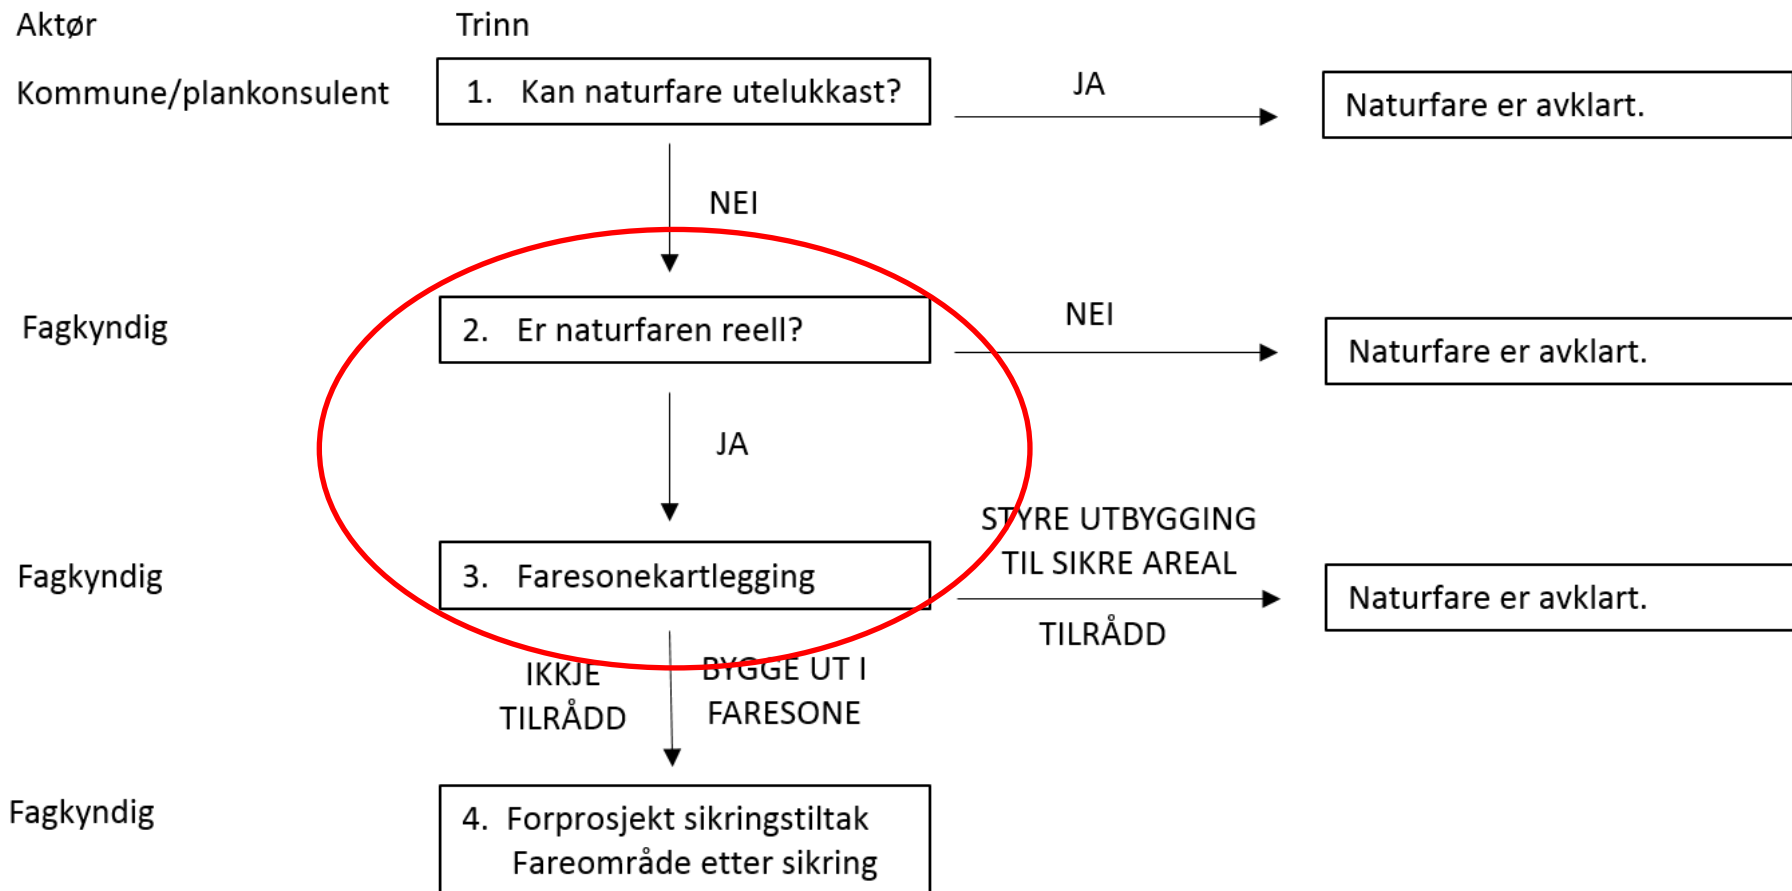 Aktør
Trinn
Kommune/plankonsulent
1. Kan naturfare utelukkast?
JA
Naturfare er avklart.
NEI
Fagkyndig
2. Er naturfaren reell?
NEI
Naturfare er avklart.
JA
Fagkyndig
3. Faresonekartlegging
STYRE UTBYGGING
TIL SIKRE AREAL
TILRÅDD
Naturfare er avklart.
IKKJE
TILRÅDD
BYGGE UT I
FARESONE
Fagkyndig
4. Forprosjekt sikringstiltak
Fareområde etter sikring